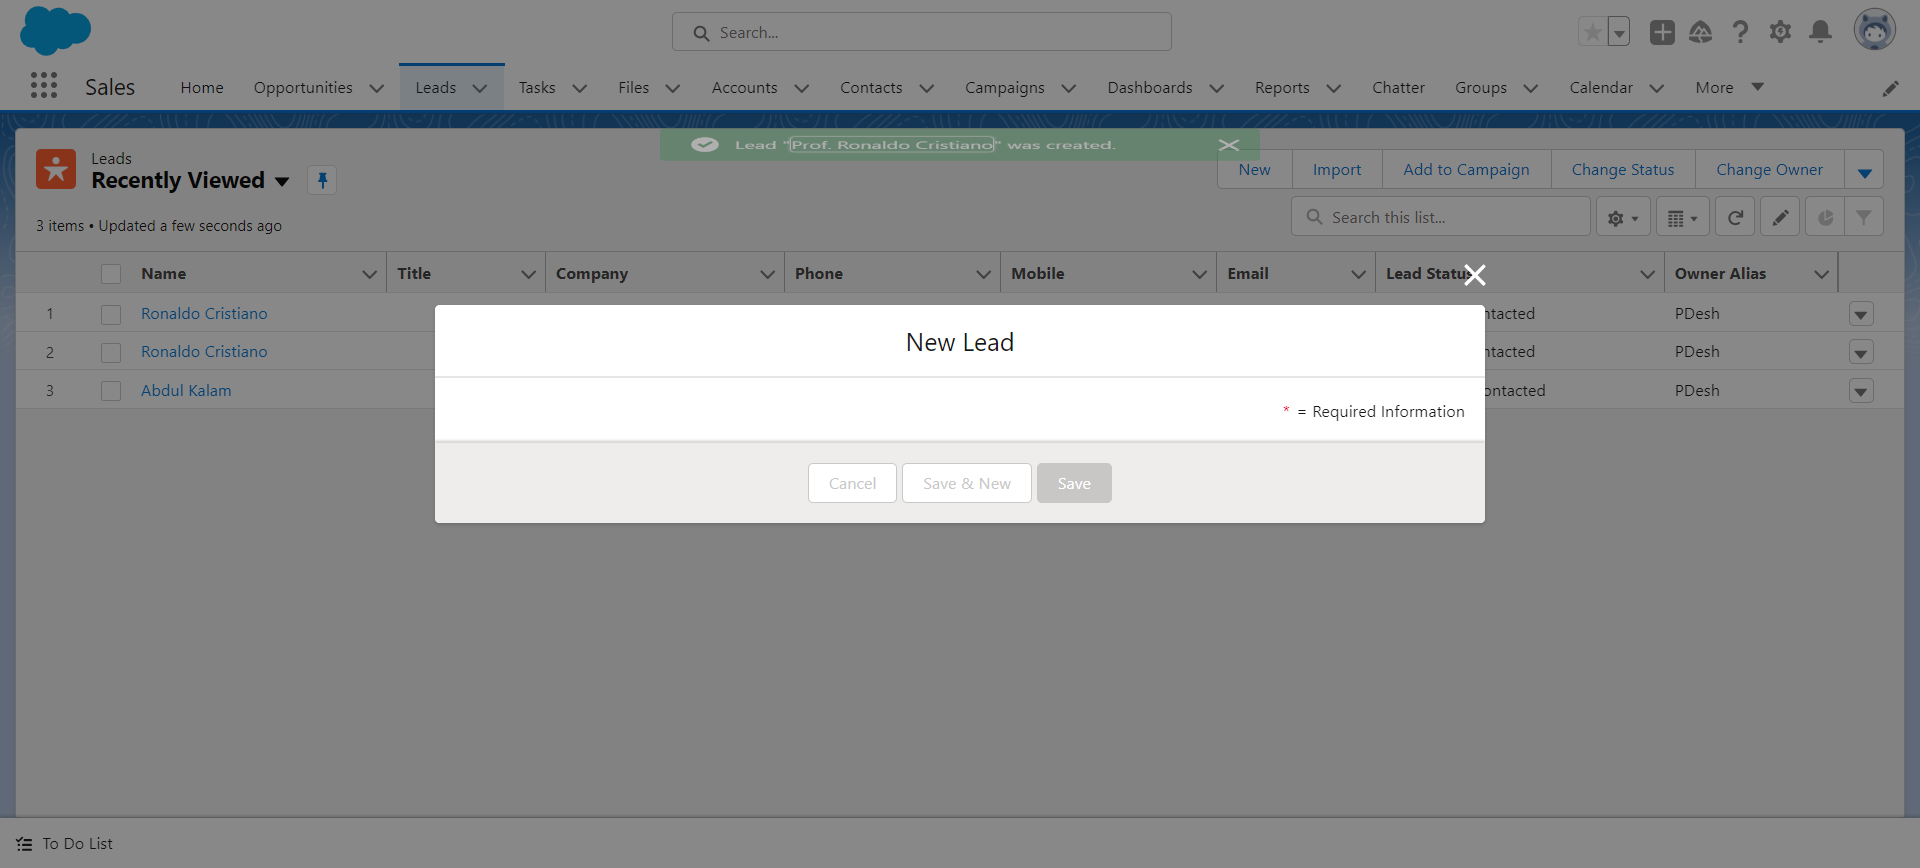 Search...
Sales
Home
Opportunities
Leads
Tasks
Files
Accounts
Contacts
Campaigns
Dashboards
Reports
Chatter
Groups
Calendar
More
Lead "Prof. Ronaldo Cristiano" was created.
Leads
Recently Viewed
New
Import
Add to Campaign
Change Status
Change Owner
3 items • Updated a few seconds ago
Search this list...
Name
Title
Company
Phone
Mobile
Email
Lead Status
Owner Alias
1 Ronaldo Cristiano ntacted PDesh
2 Ronaldo Cristiano ntacted PDesh
3 Abdul Kalam ontacted PDesh
New Lead
* = Required Information
Cancel
Save & New
Save
To Do List